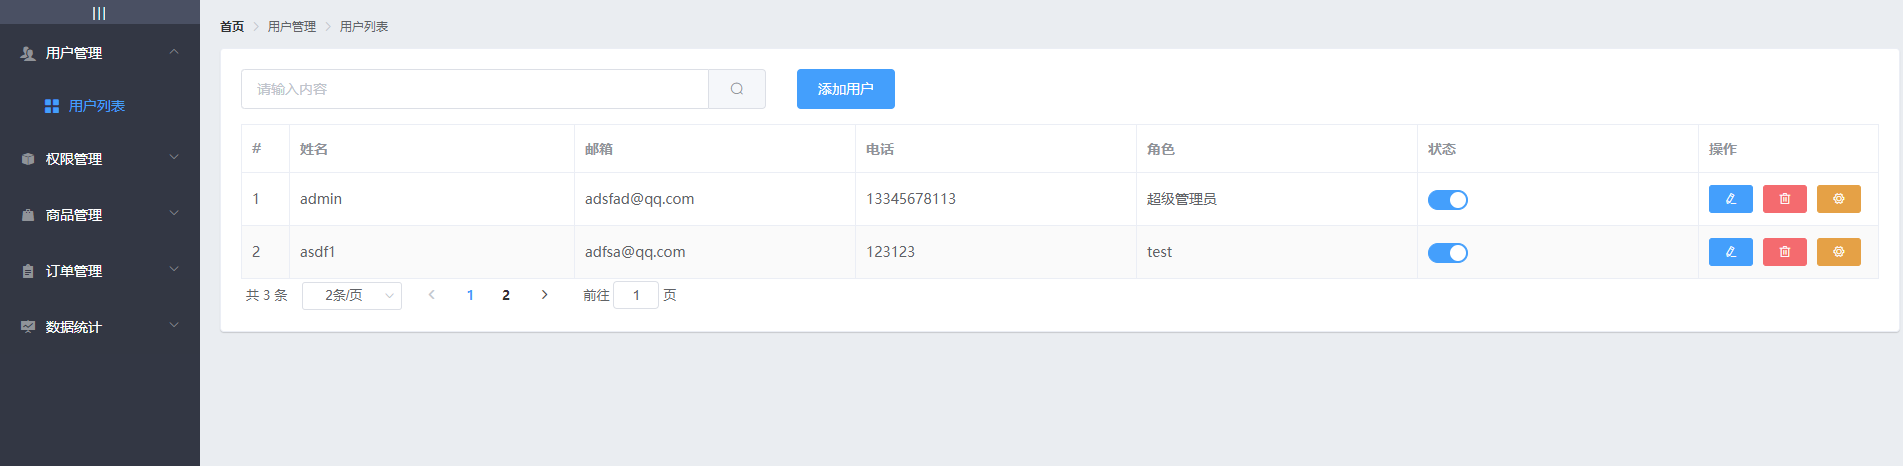 |||
用户管理
用户列表
权限管理
商品管理
订单管理
数据统计
首页 > 用户管理 > 用户列表
请输入内容 添加用户
# 姓名 邮箱 电话 角色 状态 操作
1 admin adsfad@qq.com 13345678113 超级管理员
2 asdf1 adfsa@qq.com 123123 test
共 3 条 2条/页 < 1 2 > 前往 1 页